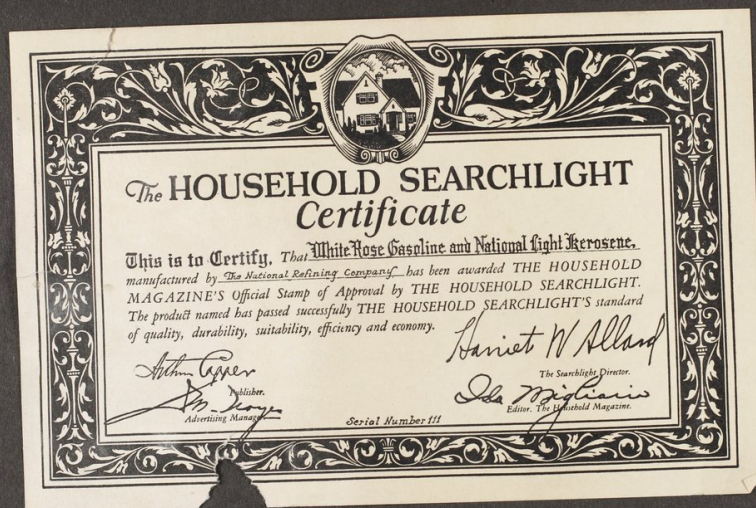 The HOUSEHOLD SEARCHLIGHT
Certificate
This is to Certify, That White Rose Gasoline and National Light Kerosene,
manufactured by The National Refining Company has been awarded THE HOUSEHOLD
MAGAZINE'S Official Stamp of Approval by THE HOUSEHOLD SEARCHLIGHT.
The product named has passed successfully THE HOUSEHOLD SEARCHLIGHT'S standard
of quality, durability, suitability, efficiency and economy.
Harriet W Allard
The Searchlight Director.
Arthur Capper
Publisher.
Advertising Manager
Ida Migliario
Editor, The Household Magazine.
Serial Number 111